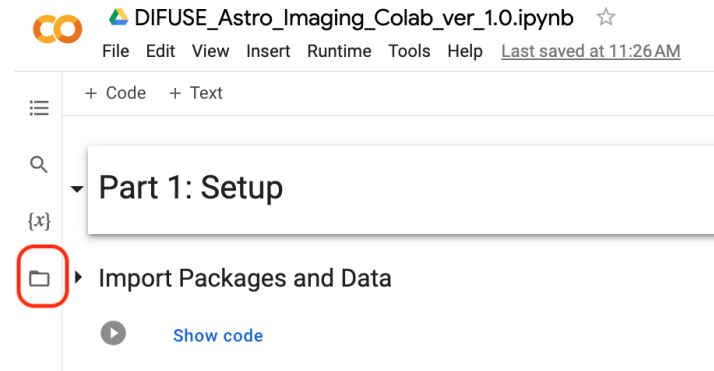 DIFUSE_Astro_Imaging_Colab_ver_1.0.ipynb
File Edit View Insert Runtime Tools Help Last saved at 11:26 AM
+ Code + Text
Part 1: Setup
{x}
Import Packages and Data
Show code